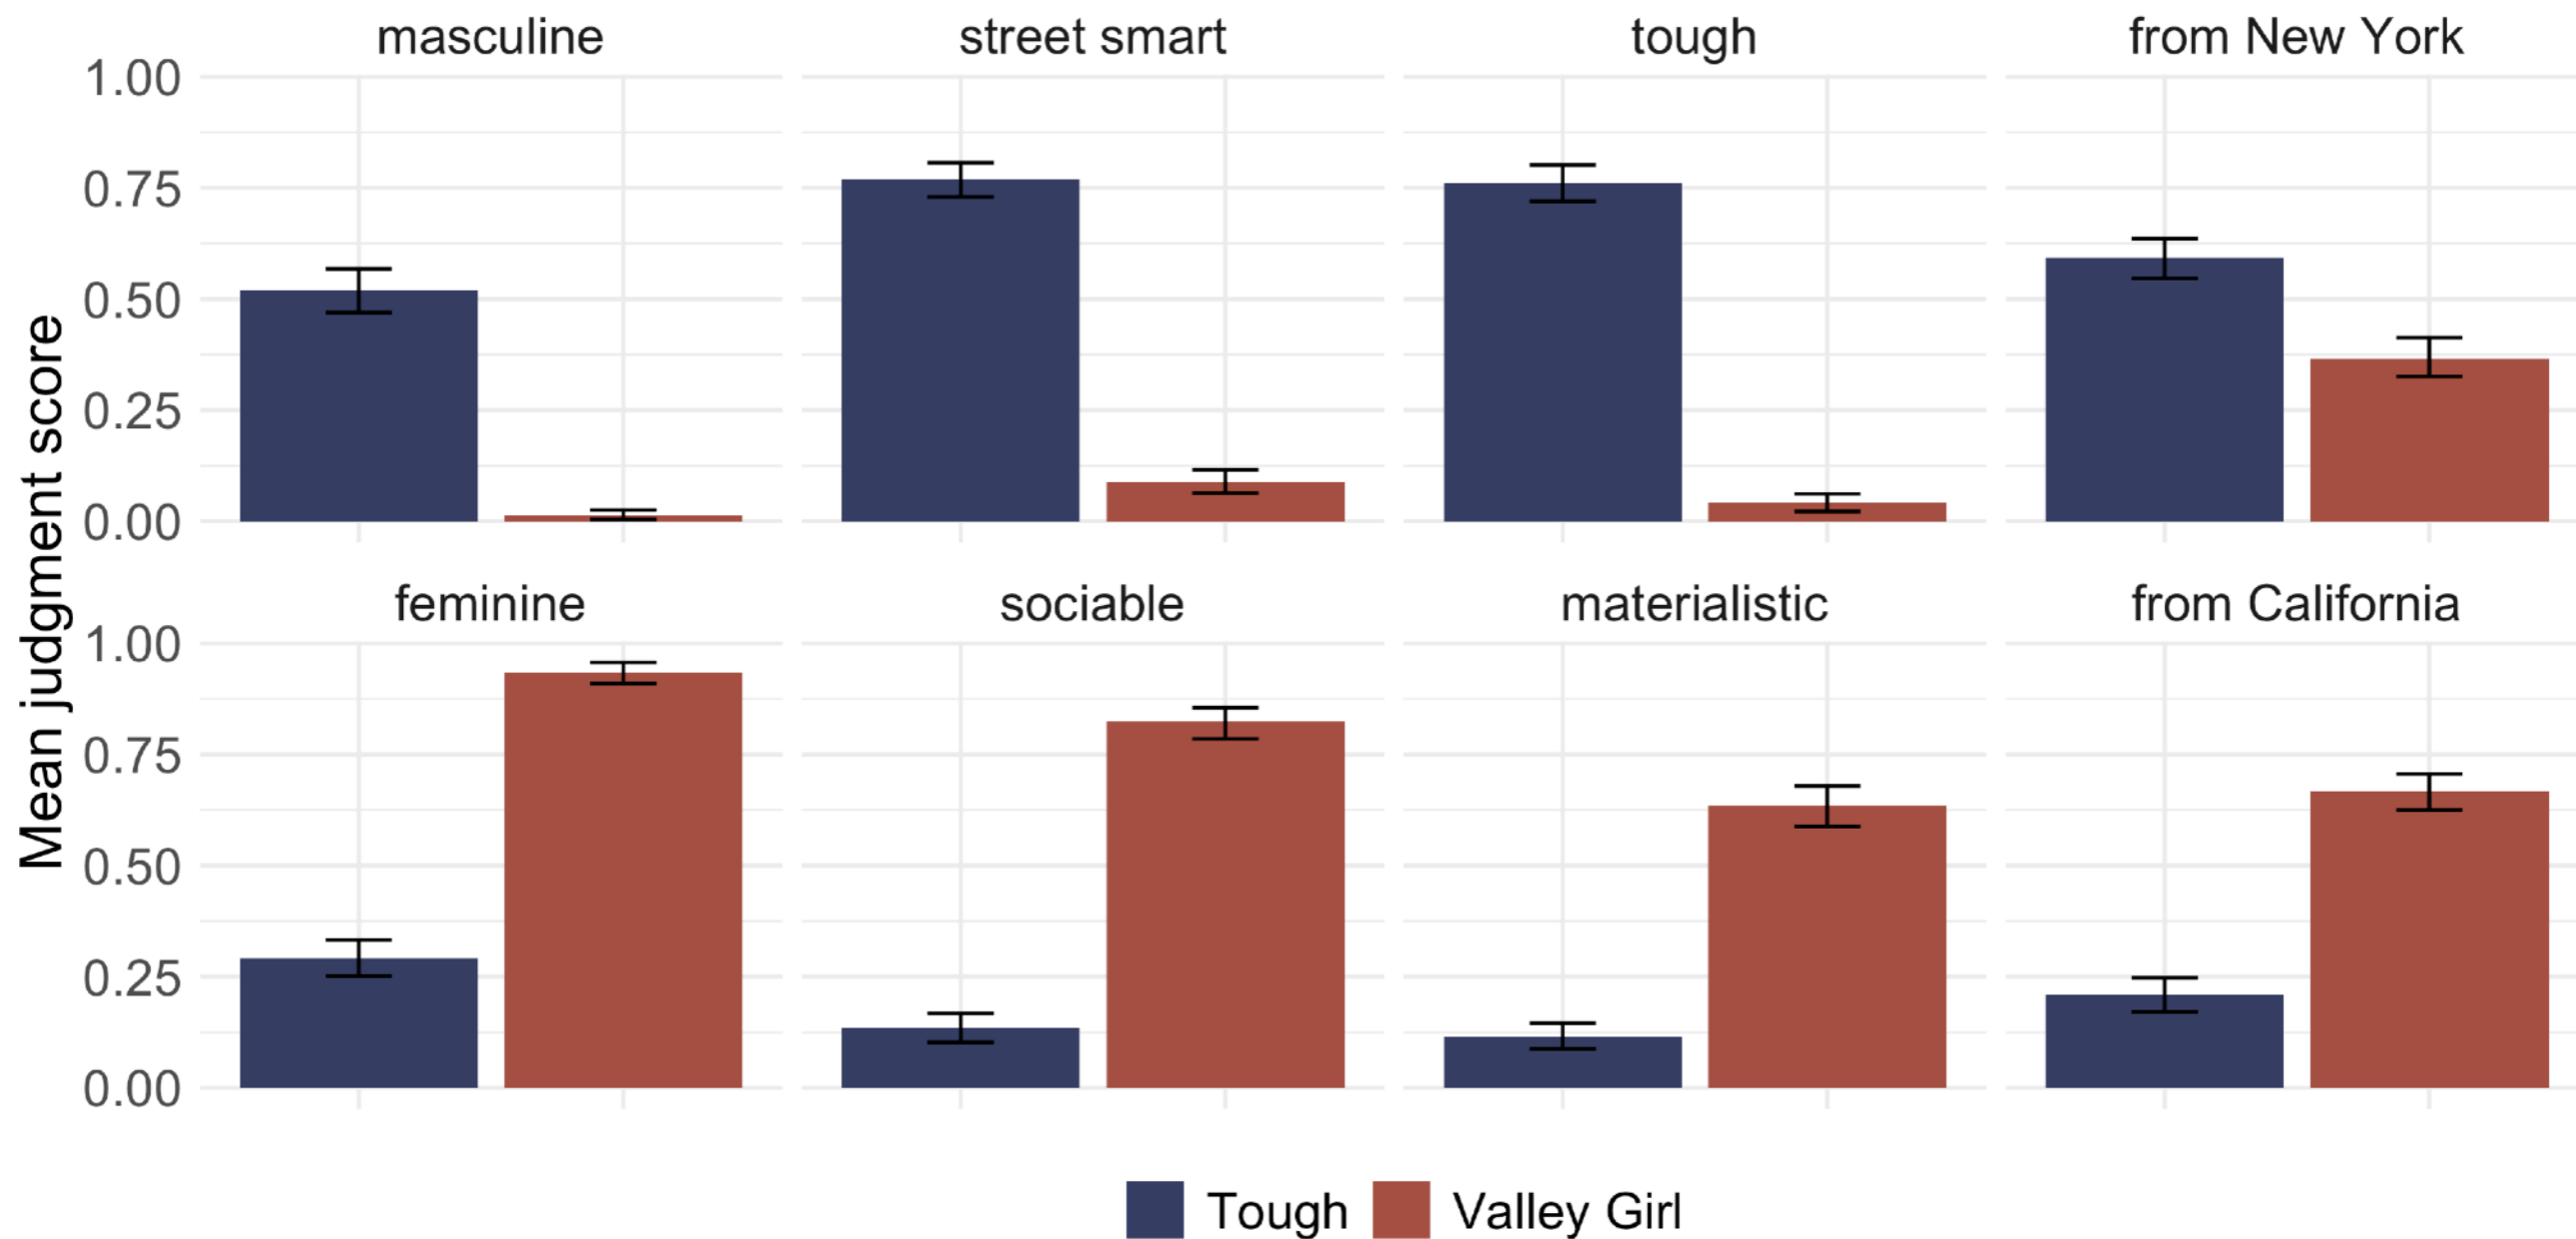 masculine street smart tough from New York
1.00
0.75
0.50
0.25
0.00
Mean judgment score
feminine sociable materialistic from California
1.00
0.75
0.50
0.25
0.00
Tough Valley Girl